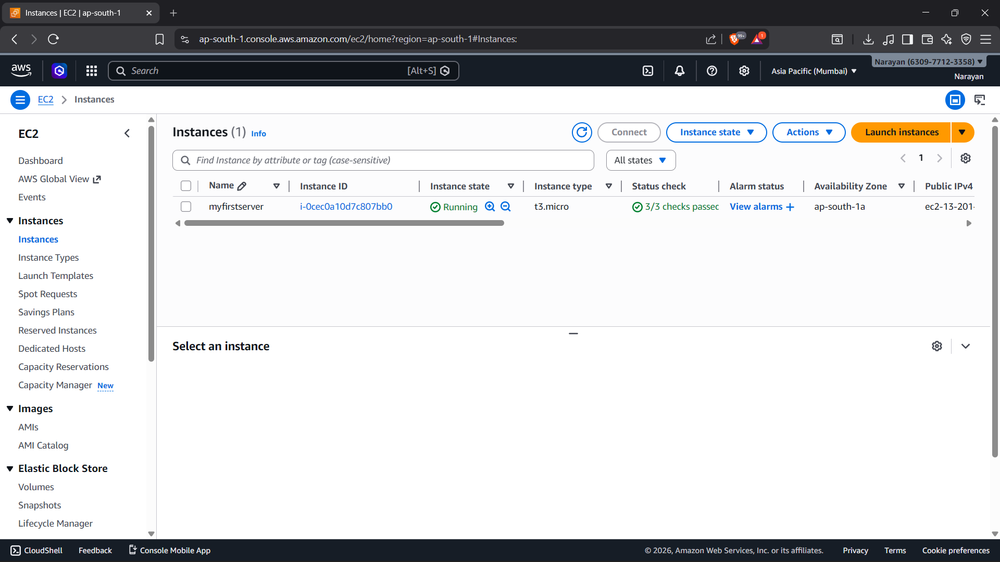 Instances | EC2 | ap-south-1
ap-south-1.console.aws.amazon.com/ec2/home?region=ap-south-1#Instances:
99+
1
aws
Search
[Alt+S]
Asia Pacific (Mumbai)
Narayan (6309-7712-3358)
Narayan
EC2
Instances
EC2
Dashboard
AWS Global View
Events
Instances
Instances
Instance Types
Launch Templates
Spot Requests
Savings Plans
Reserved Instances
Dedicated Hosts
Capacity Reservations
Capacity Manager New
Images
AMIs
AMI Catalog
Elastic Block Store
Volumes
Snapshots
Lifecycle Manager
Instances (1) Info
Connect
Instance state
Actions
Launch instances
Find Instance by attribute or tag (case-sensitive)
All states
1
Name Instance ID Instance state Instance type Status check Alarm status Availability Zone Public IPv4
myfirstserver i-0cec0a10d7c807bb0 Running t3.micro 3/3 checks passed View alarms + ap-south-1a ec2-13-201-
Select an instance
CloudShell Feedback Console Mobile App
© 2026, Amazon Web Services, Inc. or its affiliates. Privacy Terms Cookie preferences